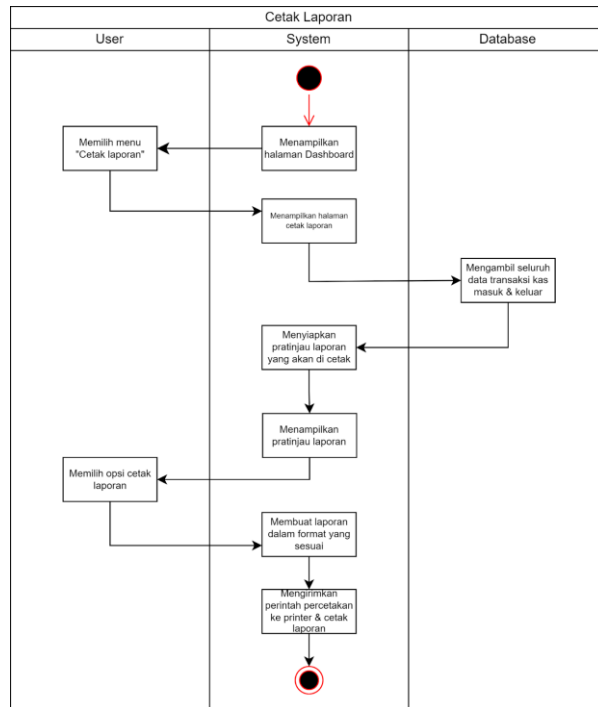 Cetak Laporan
User
System
Database
Menampilkan
halaman Dashboard
Memilih menu
"Cetak laporan"
Menampilkan halaman
cetak laporan
Mengambil seluruh
data transaksi kas
masuk & keluar
Menyiapkan
pratinjau laporan
yang akan di cetak
Menampilkan
pratinjau laporan
Memilih opsi cetak
laporan
Membuat laporan
dalam format yang
sesuai
Mengirimkan
perintah percetakan
ke printer & cetak
laporan